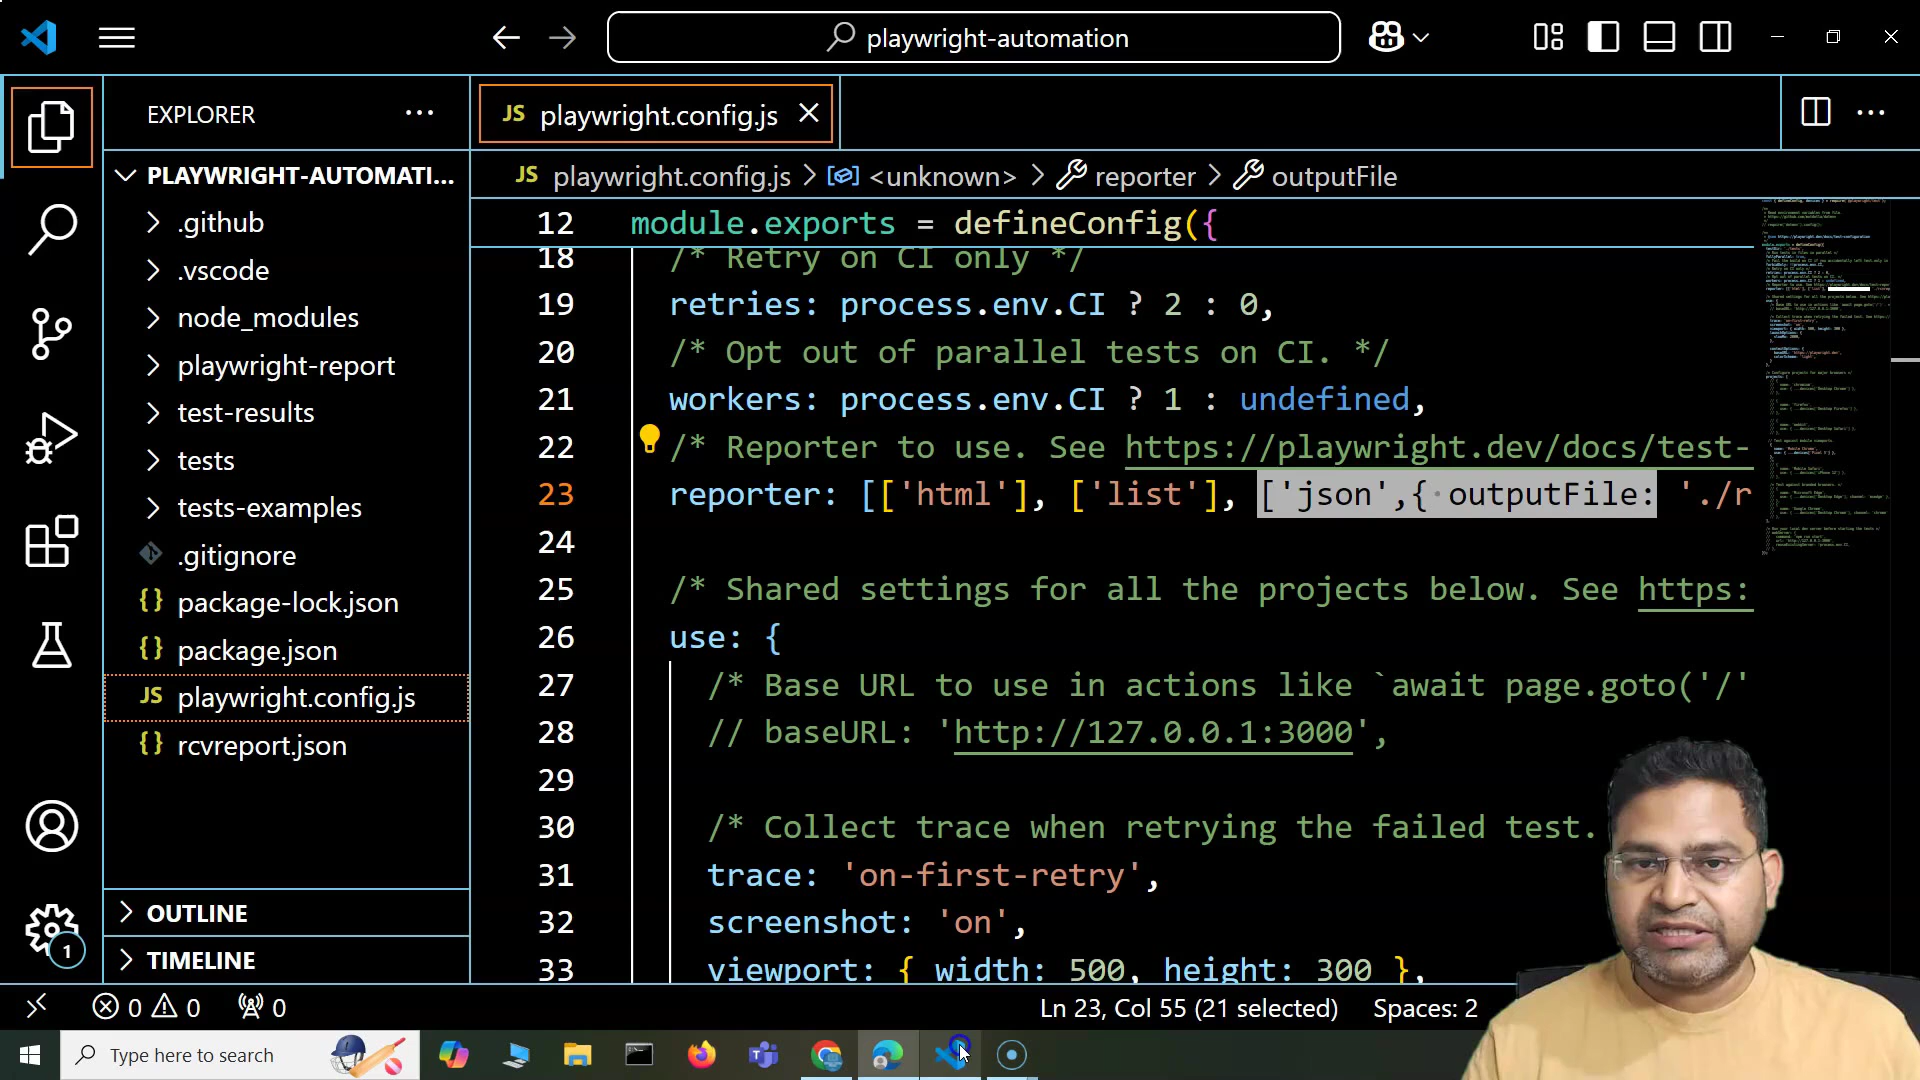 playwright-automation
EXPLORER
JS playwright.config.js
PLAYWRIGHT-AUTOMATI...
JS playwright.config.js > <unknown> > reporter > outputFile
.github
.vscode
node_modules
playwright-report
test-results
tests
tests-examples
.gitignore
{} package-lock.json
{} package.json
JS playwright.config.js
{} rcvreport.json
OUTLINE
TIMELINE
12 module.exports = defineConfig({
18 /* Retry on CI only */
19 retries: process.env.CI ? 2 : 0,
20 /* Opt out of parallel tests on CI. */
21 workers: process.env.CI ? 1 : undefined,
22 /* Reporter to use. See https://playwright.dev/docs/test-
23 reporter: [['html'], ['list'], ['json',{ outputFile: './r
24
25 /* Shared settings for all the projects below. See https:
26 use: {
27 /* Base URL to use in actions like `await page.goto('/'
28 // baseURL: 'http://127.0.0.1:3000',
29
30 /* Collect trace when retrying the failed test.
31 trace: 'on-first-retry',
32 screenshot: 'on',
33 viewport: { width: 500, height: 300 },
1
0 0 0
Ln 23, Col 55 (21 selected) Spaces: 2
Type here to search